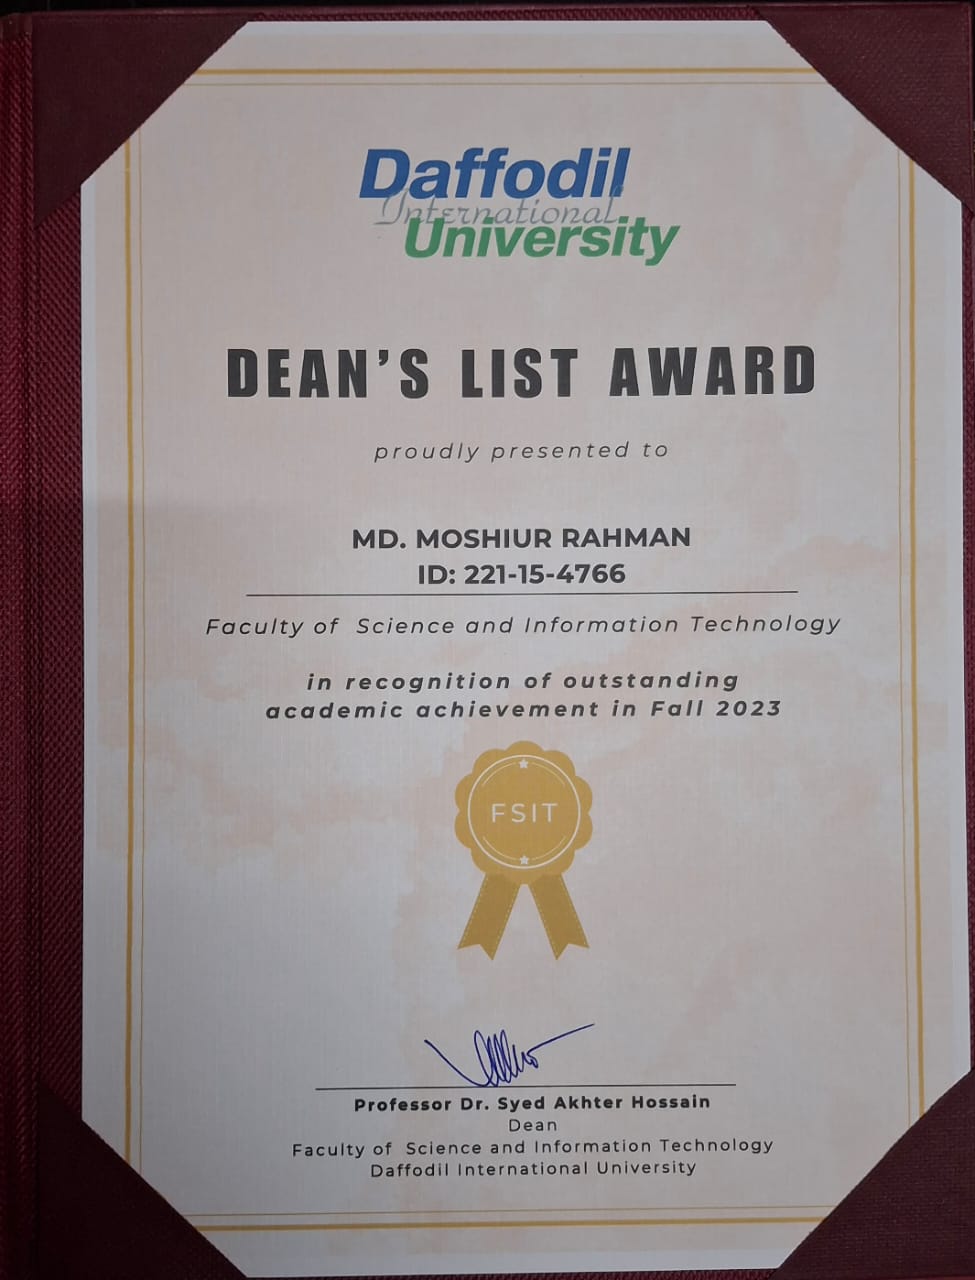 Daffodil
International
University
DEAN'S LIST AWARD
proudly presented to
MD. MOSHIUR RAHMAN
ID: 221-15-4766
Faculty of Science and Information Technology
in recognition of outstanding
academic achievement in Fall 2023
FSIT
Professor Dr. Syed Akhter Hossain
Dean
Faculty of Science and Information Technology
Daffodil International University